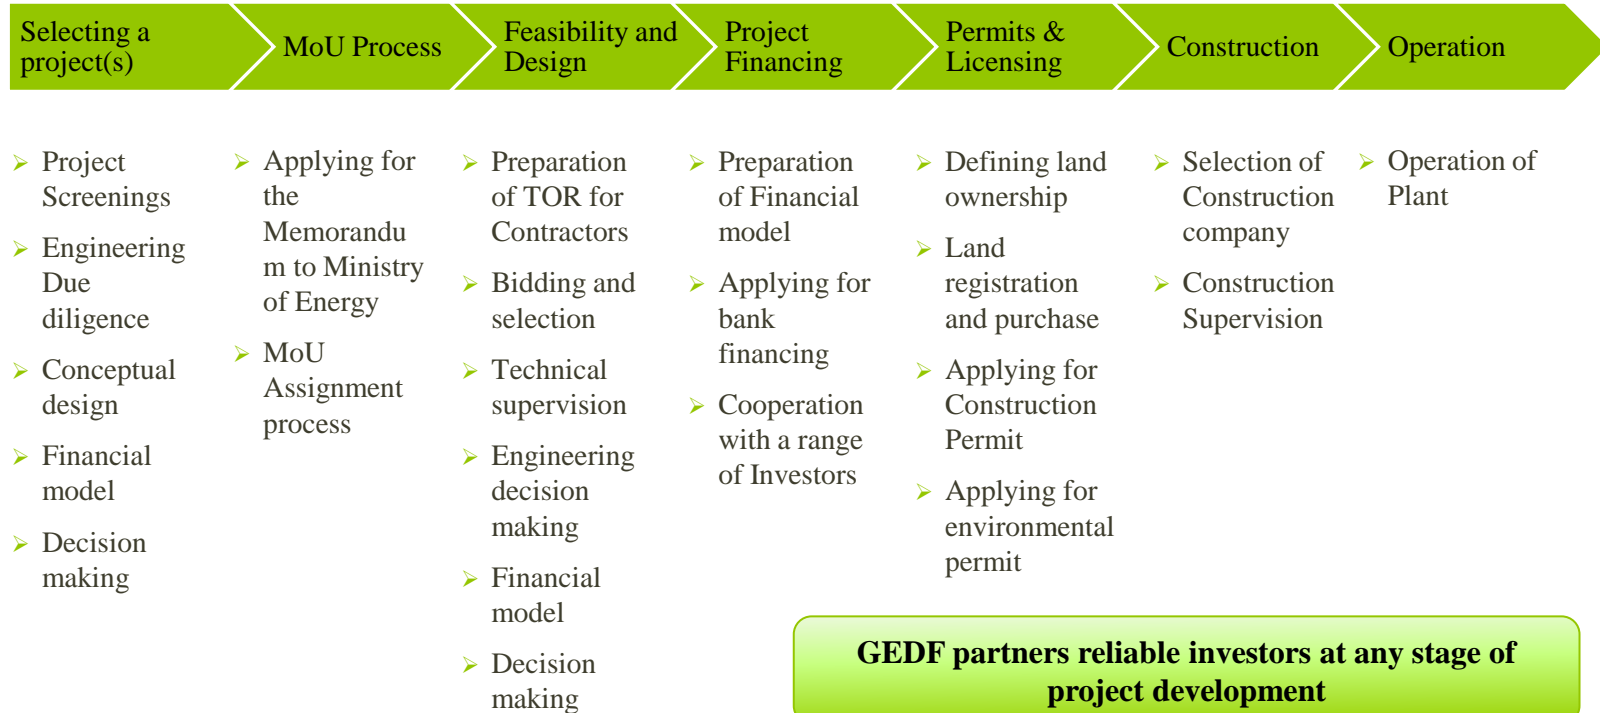 Selecting a
project(s)
MoU Process
Feasibility and
Design
Project
Financing
Permits &
Licensing
Construction
Operation
Project
Screenings
Engineering
Due
diligence
Conceptual
design
Financial
model
Decision
making
Applying for
the
Memorandu
m to Ministry
of Energy
MoU
Assignment
process
Preparation
of TOR for
Contractors
Bidding and
selection
Technical
supervision
Engineering
decision
making
Financial
model
Decision
making
Preparation
of Financial
model
Applying for
bank
financing
Cooperation
with a range
of Investors
Defining land
ownership
Land
registration
and purchase
Applying for
Construction
Permit
Applying for
environmental
permit
Selection of
Construction
company
Construction
Supervision
Operation of
Plant
GEDF partners reliable investors at any stage of
project development